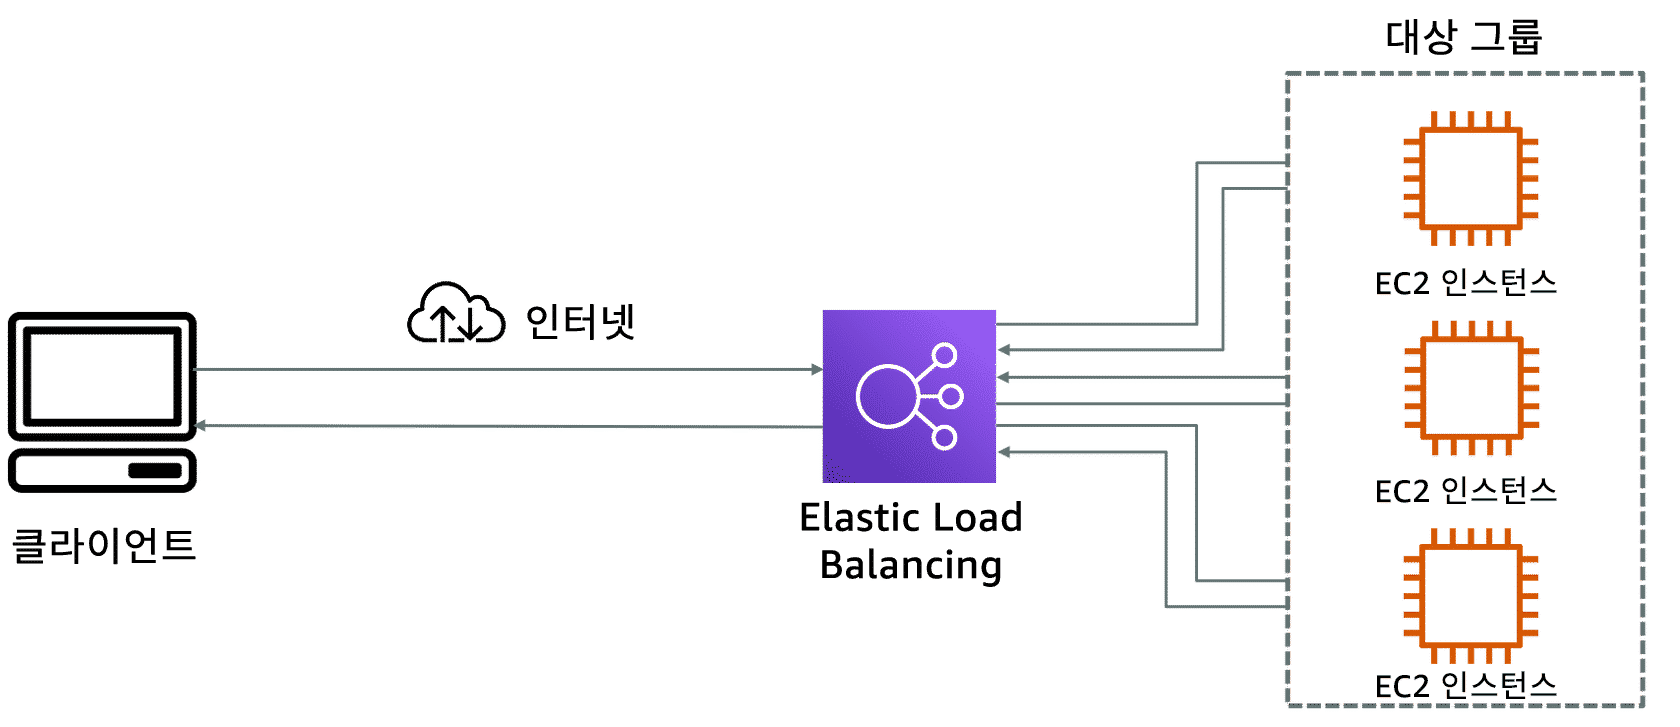 대상 그룹
EC2 인스턴스
인터넷
EC2 인스턴스
Elastic Load
Balancing
클라이언트
EC2 인스턴스